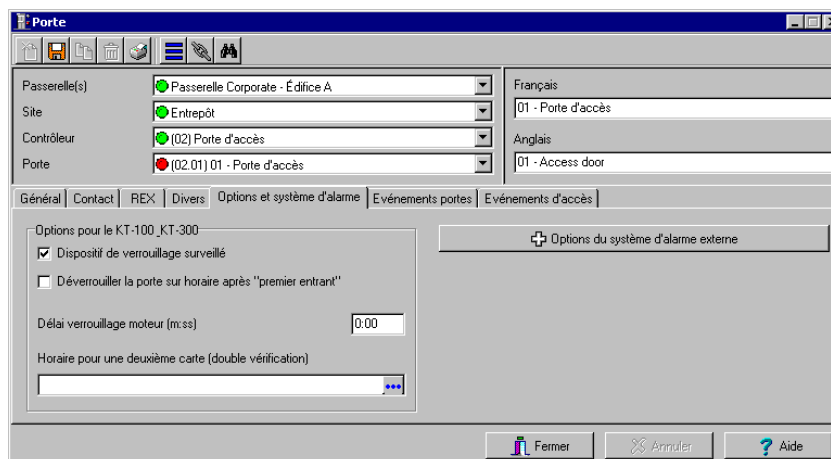 Porte
Passerelle(s)
Passerelle Corporate - Édifice A
Site
Entrepôt
Contrôleur
(02) Porte d'accès
Porte
(02.01) 01 - Porte d'accès
Français
01 - Porte d'accès
Anglais
01 - Access door
Général Contact REX Divers Options et système d'alarme Evénements portes Evénements d'accès
Options pour le KT-100 _KT-300
Dispositif de verrouillage surveillé
Déverrouiller la porte sur horaire après "premier entrant"
Délai verrouillage moteur (m:ss)
0:00
Horaire pour une deuxième carte (double vérification)
Options du système d'alarme externe
Fermer Annuler Aide